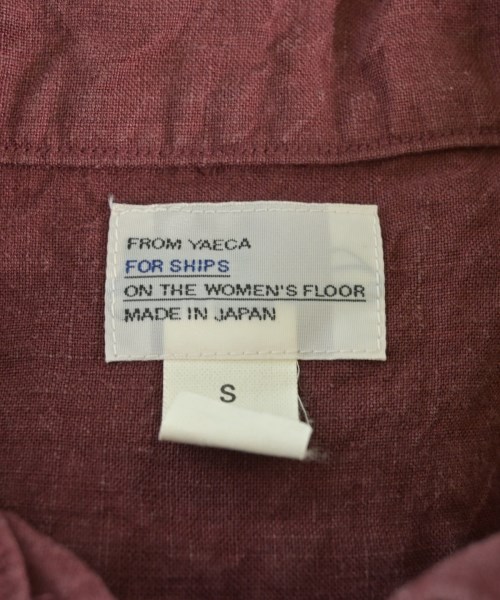 FROM YAECA
FOR SHIPS
ON THE WOMEN'S FLOOR
MADE IN JAPAN
S